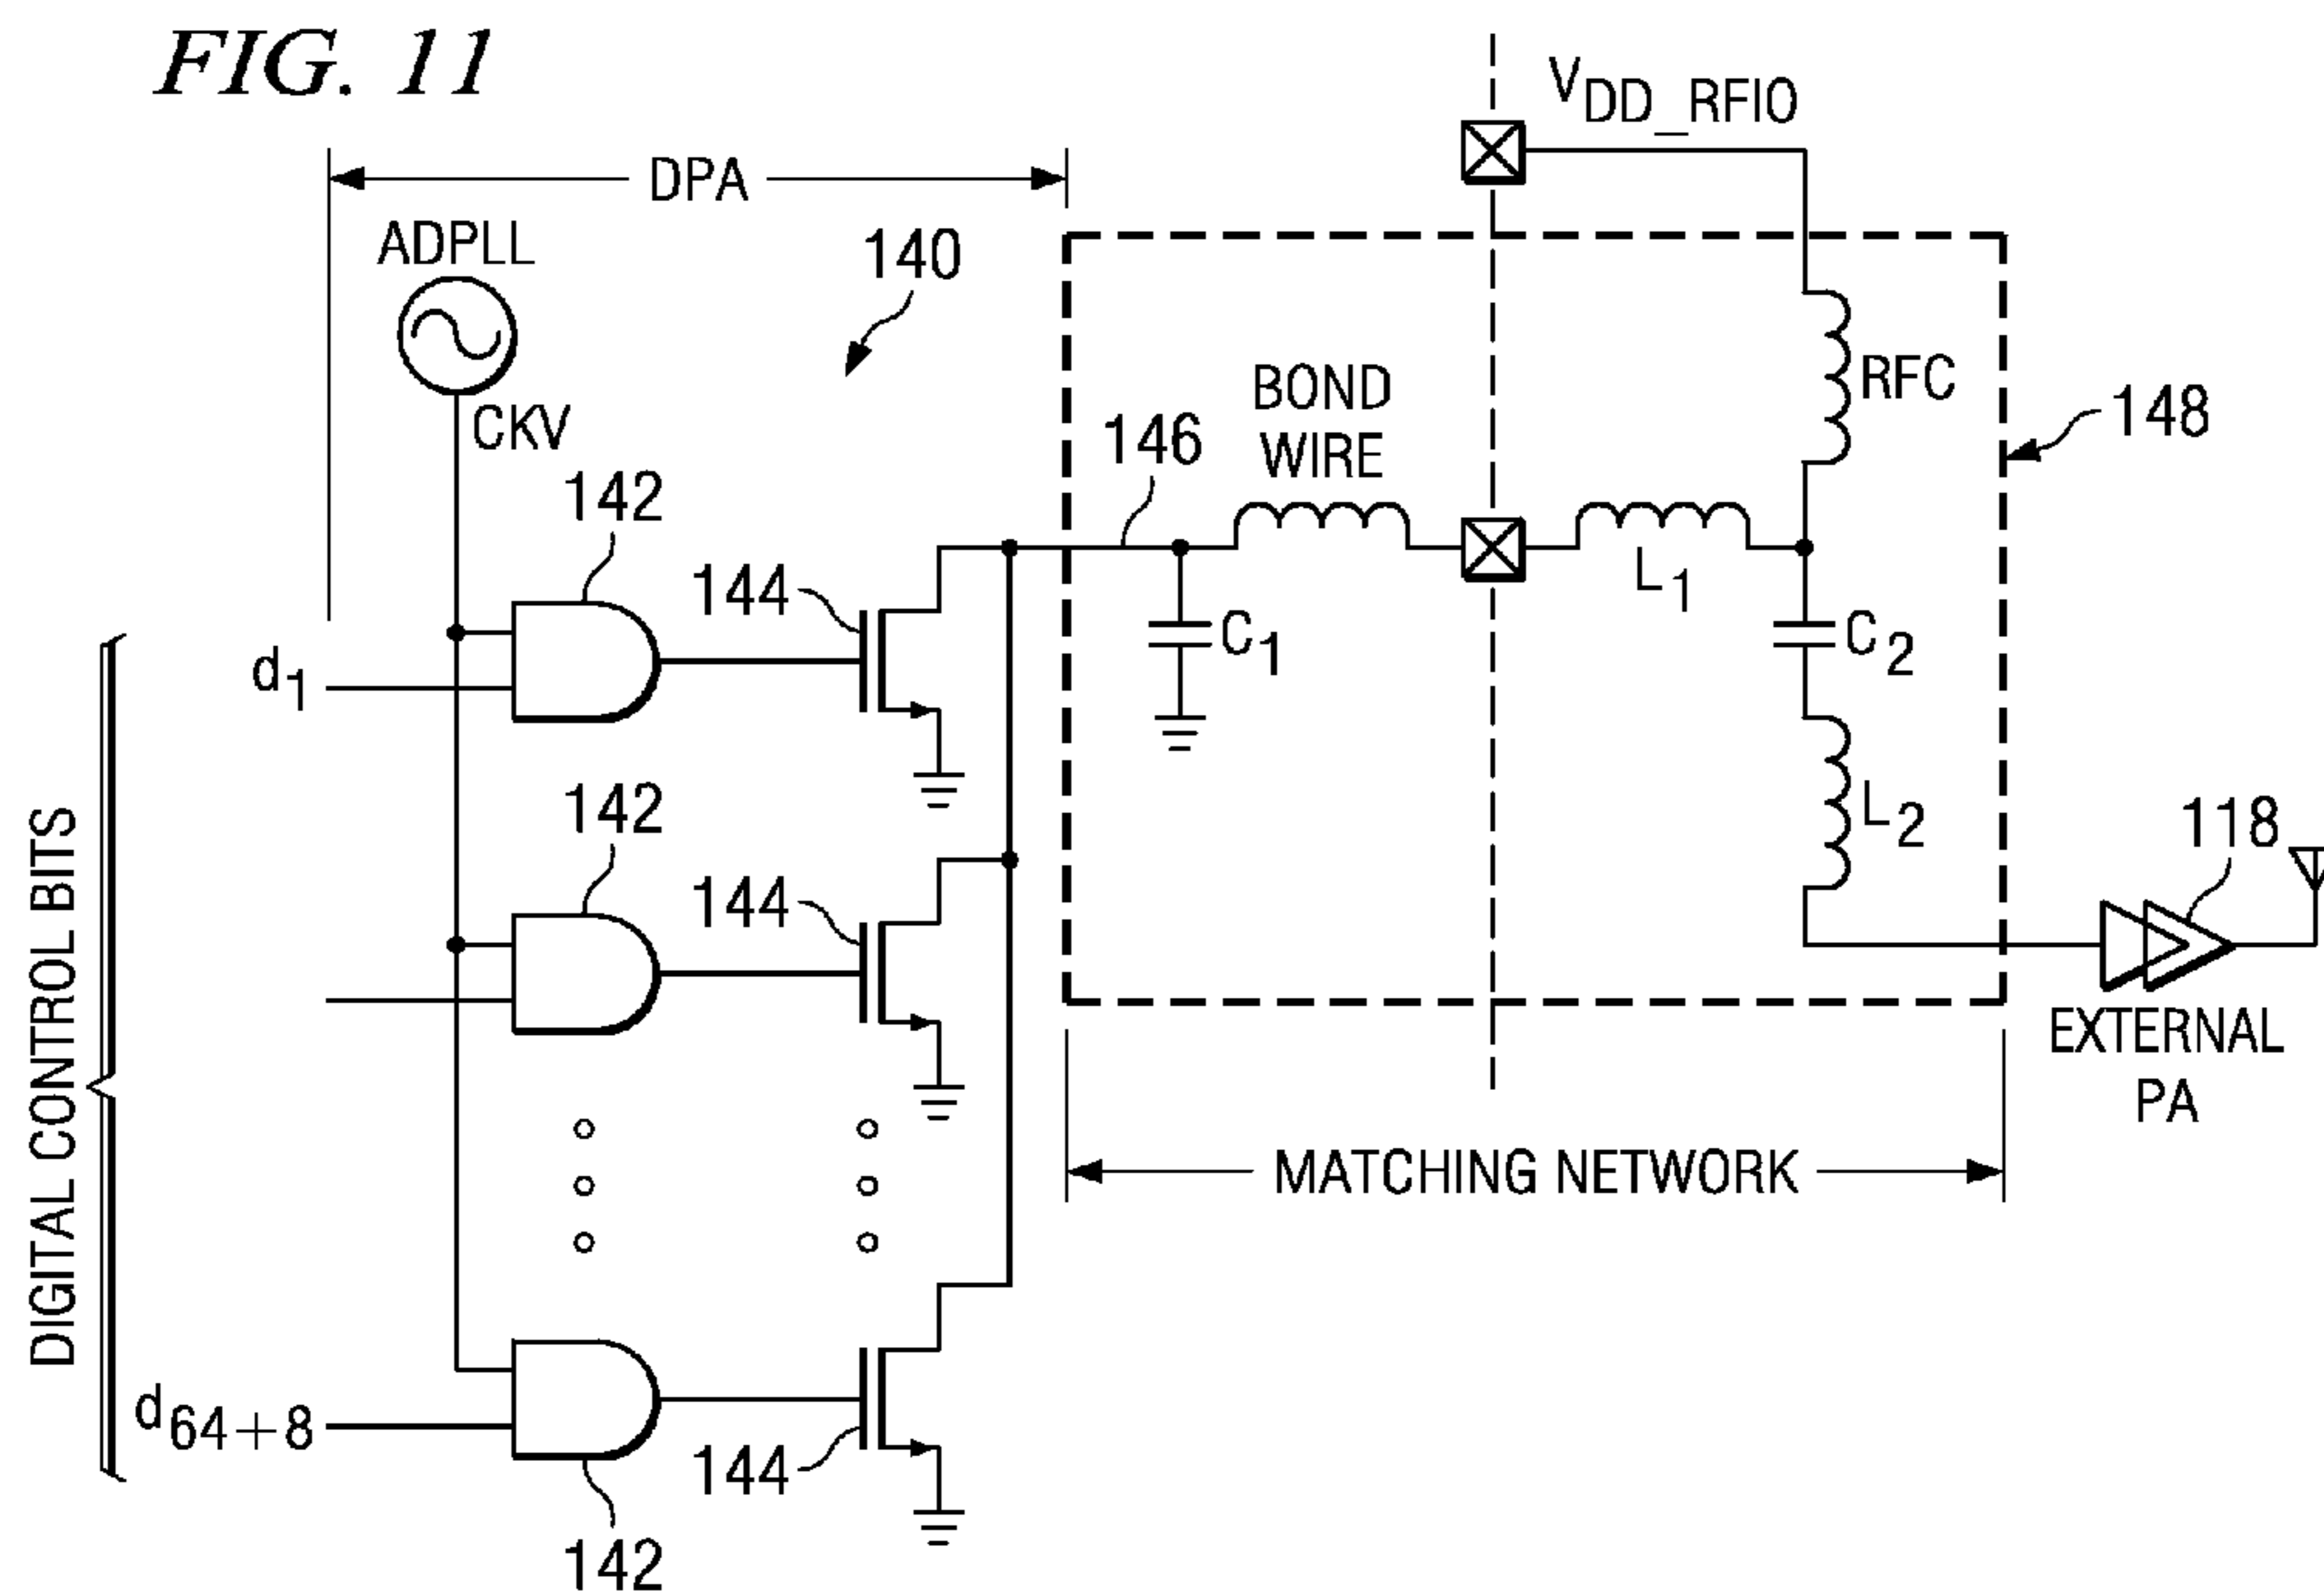 FIG. 11
V DD_RFIO
DPA
ADPLL
140
CKV
BOND
WIRE
RFC
148
146
142
144
L1
C1
C2
d1
142
144
L2
118
EXTERNAL
PA
MATCHING NETWORK
DIGITAL CONTROL BITS
d64+8
144
142